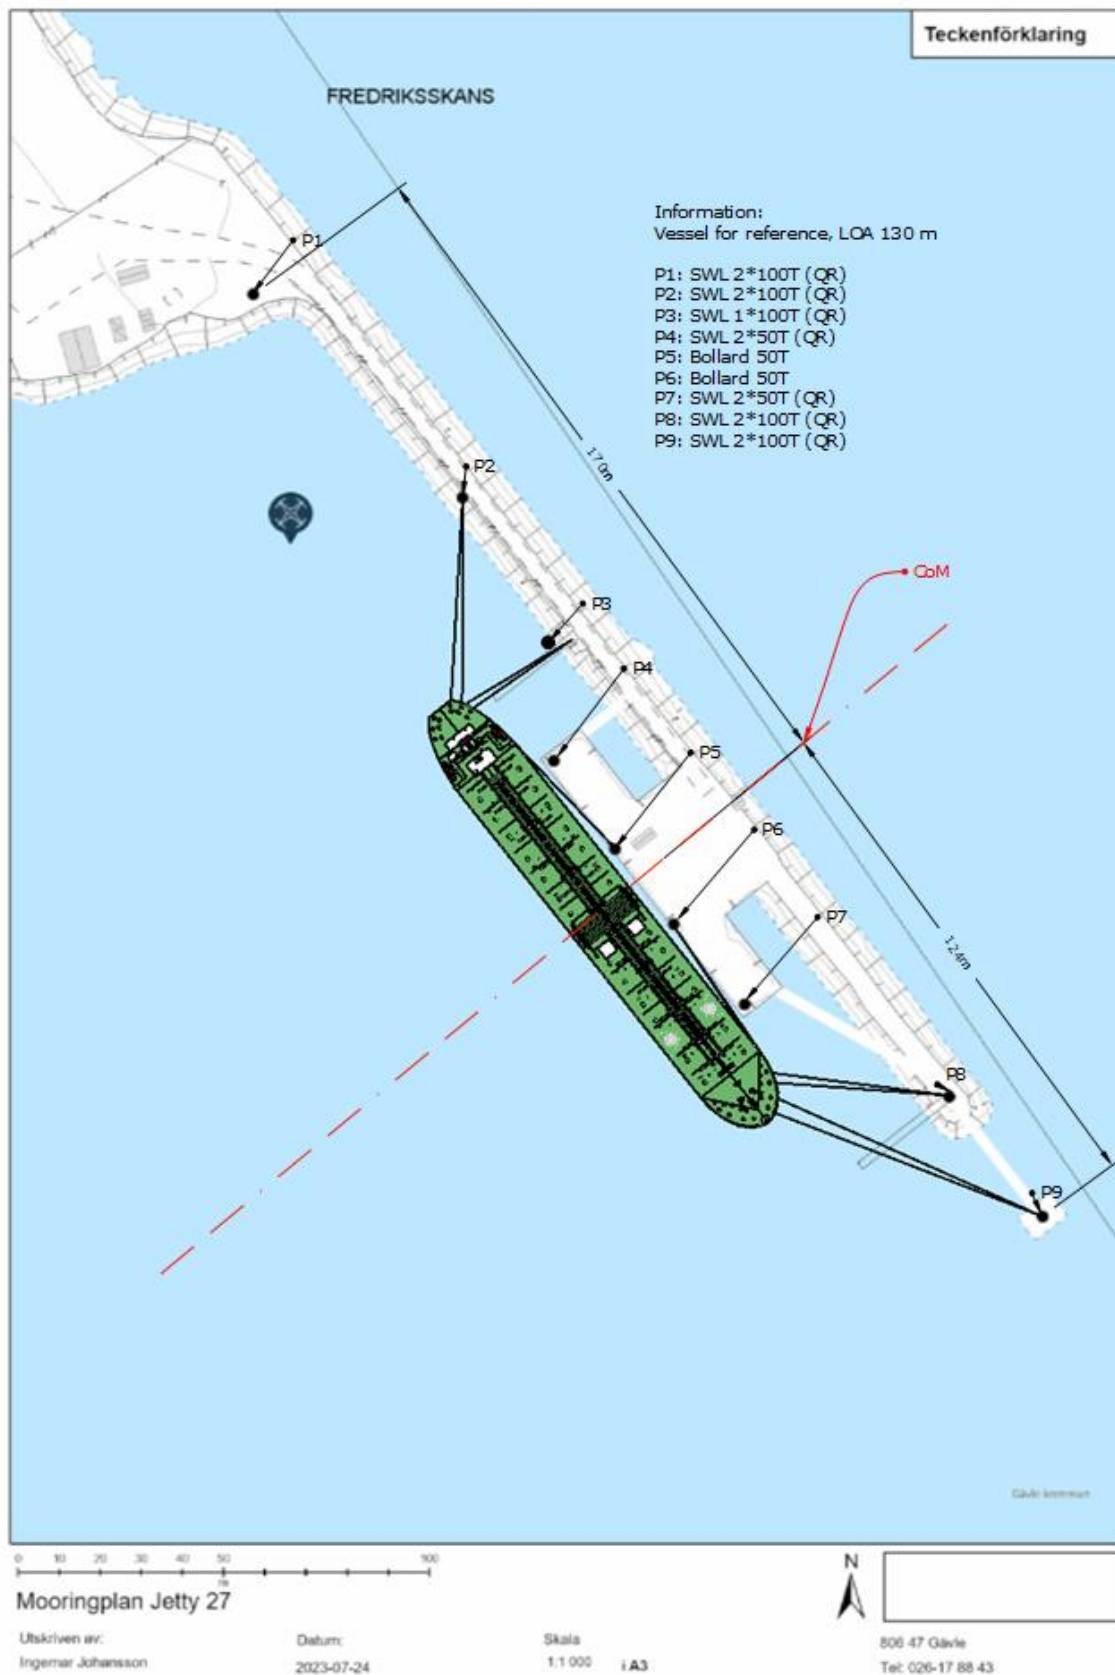 Teckenförklaring
FREDRIKSSKANS
P1
Information:
Vessel for reference, LOA 130 m
P1: SWL 2*100T (QR)
P2: SWL 2*100T (QR)
P3: SWL 1*100T (QR)
P4: SWL 2*50T (QR)
P5: Bollard 50T
P6: Bollard 50T
P7: SWL 2*50T (QR)
P8: SWL 2*100T (QR)
P9: SWL 2*100T (QR)
170m
P2
CoM
P3
P4
P5
P6
P7
124m
P8
P9
Gävle kommun
0 10 20 30 40 50 100
m
N
Mooringplan Jetty 27
Utskriven av: Datum: Skala
Ingemar Johansson 2023-07-24 1:1 000 i A3
806 47 Gävle
Tel: 026-17 88 43